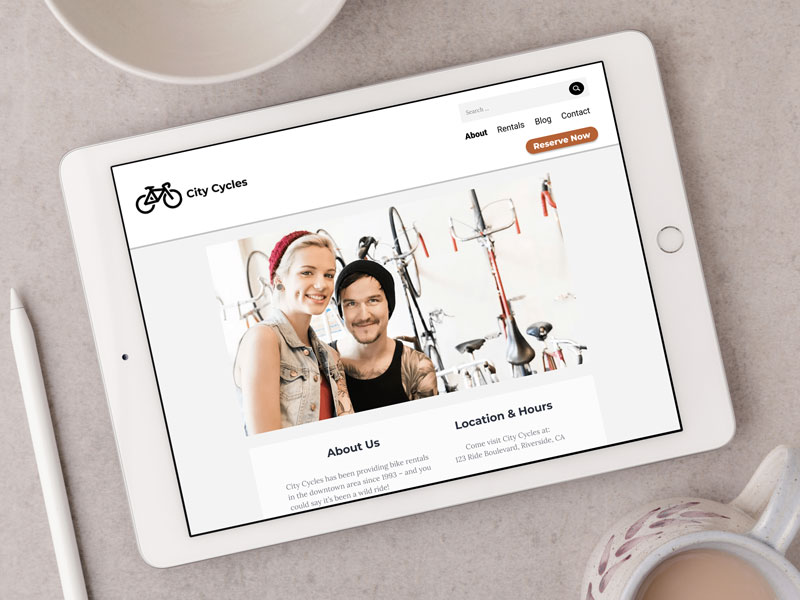 Search ...
About Rentals Blog Contact
Reserve Now
City Cycles
About Us
City Cycles has been providing bike rentals
in the downtown area since 1993 – and you
could say it's been a wild ride!
Location & Hours
Come visit City Cycles at:
123 Ride Boulevard, Riverside, CA